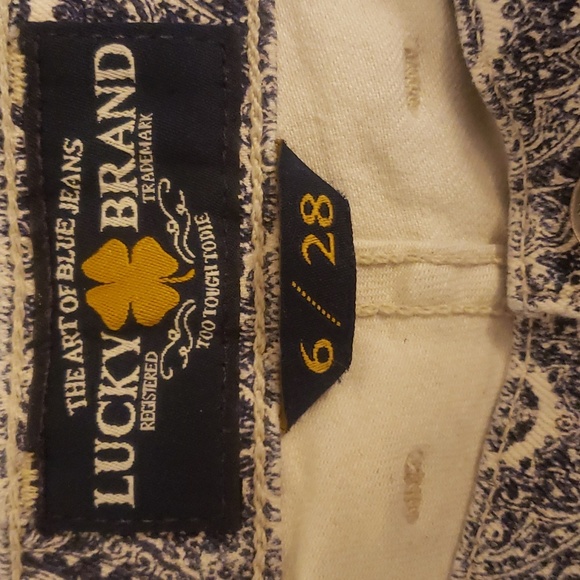 THE ART OF BLUE JEANS
LUCKY BRAND
REGISTERED TRADEMARK
TOO TOUGH TO DIE
6/28